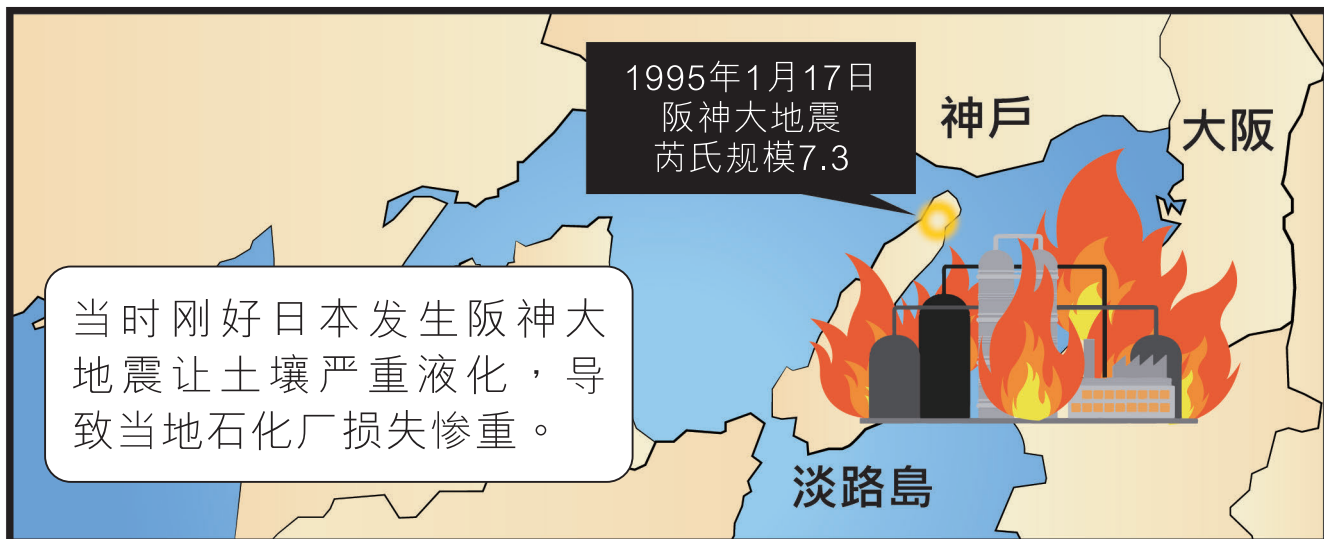 1995年1月17日
阪神大地震
芮氏规模7.3
神戶
大阪
当时刚好日本发生阪神大
地震让土壤严重液化，导
致当地石化厂损失惨重。
淡路島